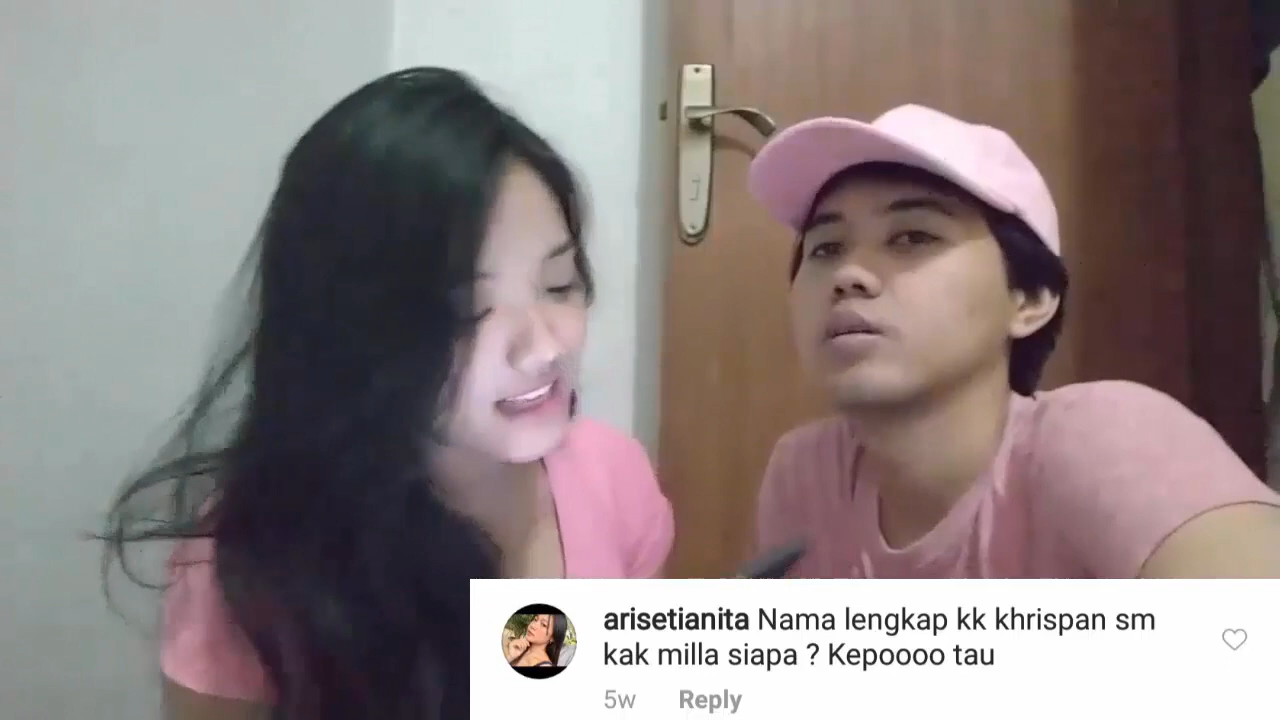 arisetianita Nama lengkap kk khrispan sm
kak milla siapa ? Kepoooo tau
5w Reply